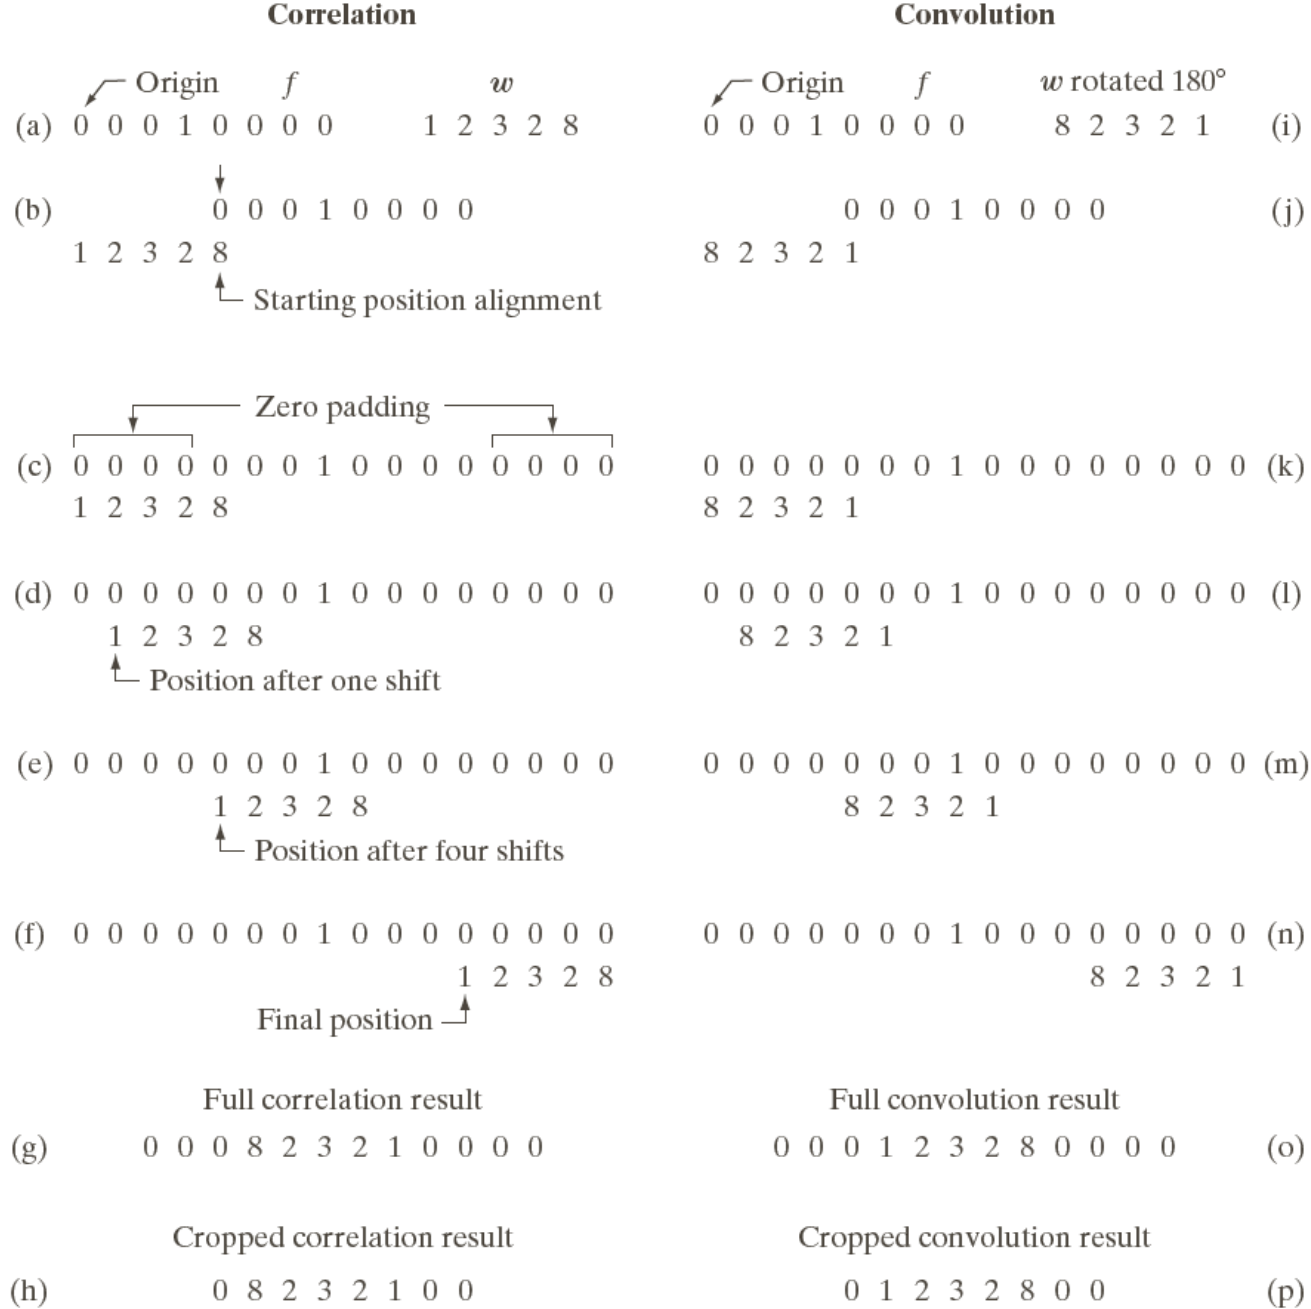 Correlation Convolution
Origin f w Origin f w rotated 180°
(a) 0 0 0 1 0 0 0 0 1 2 3 2 8 0 0 0 1 0 0 0 0 8 2 3 2 1 (i)
(b) 0 0 0 1 0 0 0 0 0 0 0 1 0 0 0 0 (j)
1 2 3 2 8 8 2 3 2 1
Starting position alignment
Zero padding
(c) 0 0 0 0 0 0 0 1 0 0 0 0 0 0 0 0 0 0 0 0 0 0 0 1 0 0 0 0 0 0 0 0 (k)
1 2 3 2 8 8 2 3 2 1
(d) 0 0 0 0 0 0 0 1 0 0 0 0 0 0 0 0 0 0 0 0 0 0 0 1 0 0 0 0 0 0 0 0 (l)
1 2 3 2 8 8 2 3 2 1
Position after one shift
(e) 0 0 0 0 0 0 0 1 0 0 0 0 0 0 0 0 0 0 0 0 0 0 0 1 0 0 0 0 0 0 0 0 (m)
1 2 3 2 8 8 2 3 2 1
Position after four shifts
(f) 0 0 0 0 0 0 0 1 0 0 0 0 0 0 0 0 0 0 0 0 0 0 0 1 0 0 0 0 0 0 0 0 (n)
1 2 3 2 8 8 2 3 2 1
Final position
Full correlation result Full convolution result
(g) 0 0 0 8 2 3 2 1 0 0 0 0 0 0 0 1 2 3 2 8 0 0 0 0 (o)
Cropped correlation result Cropped convolution result
(h) 0 8 2 3 2 1 0 0 0 1 2 3 2 8 0 0 (p)